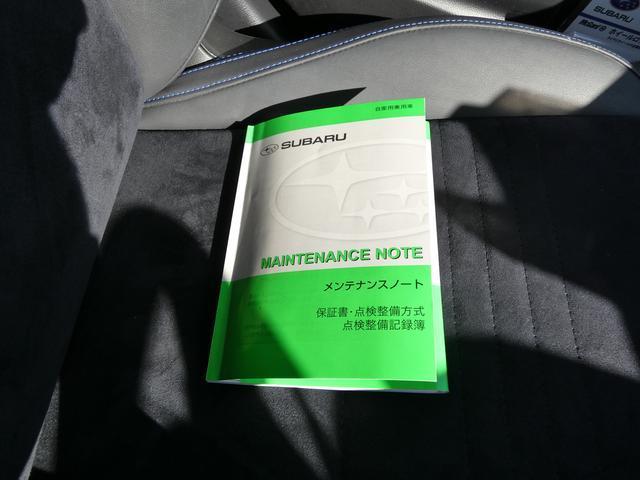 自家用乗用車
SUBARU
MAINTENANCE NOTE
メンテナンスノート
保証書・点検整備方式
点検整備記録簿
SUBARU